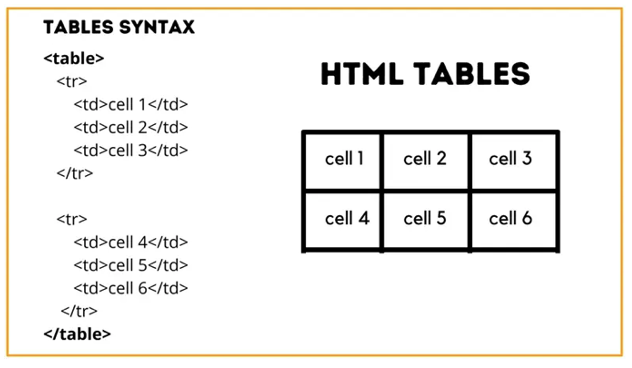 TABLES SYNTAX
<table>
<tr>
<td>cell 1</td>
<td>cell 2</td>
<td>cell 3</td>
</tr>
<tr>
<td>cell 4</td>
<td>cell 5</td>
<td>cell 6</td>
</tr>
</table>
HTML TABLES
cell 1 cell 2 cell 3
cell 4 cell 5 cell 6